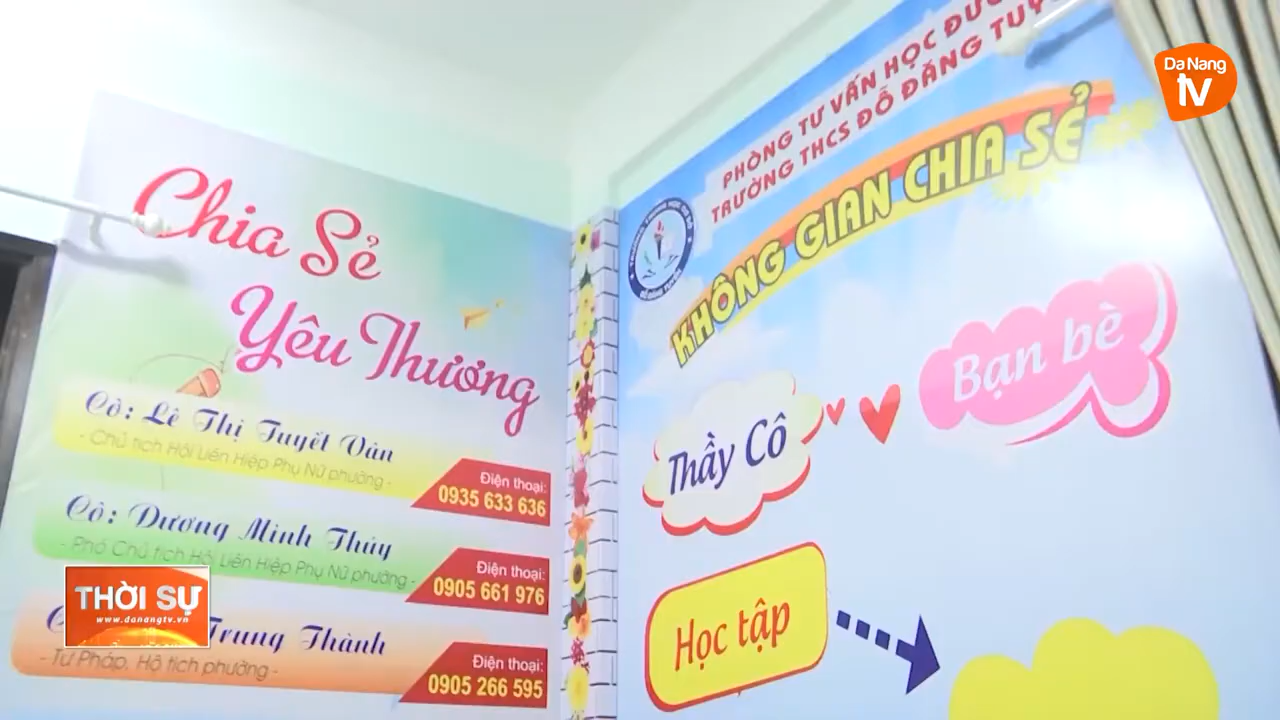 Chia Sẻ
Yêu Thương
Cô: Lê Thị Tuyết Vân
- Chủ tịch Hội Liên Hiệp Phụ Nữ phường -
Điện thoại:
0935 633 636
Cô: Dương Minh Thủy
- Phó Chủ tịch Hội Liên Hiệp Phụ Nữ phường -
Điện thoại:
0905 661 976
Trung Thành
- Tư Pháp, Hộ tịch phường -
Điện thoại:
0905 266 595
THỜI SỰ
www.danangtv.vn
PHÒNG TƯ VẤN HỌC
TRƯỜNG THCS ĐỖ ĐĂNG
KHÔNG GIAN CHIA SẺ
Thầy Cô
Bạn bè
Học tập
Da Nang
tv